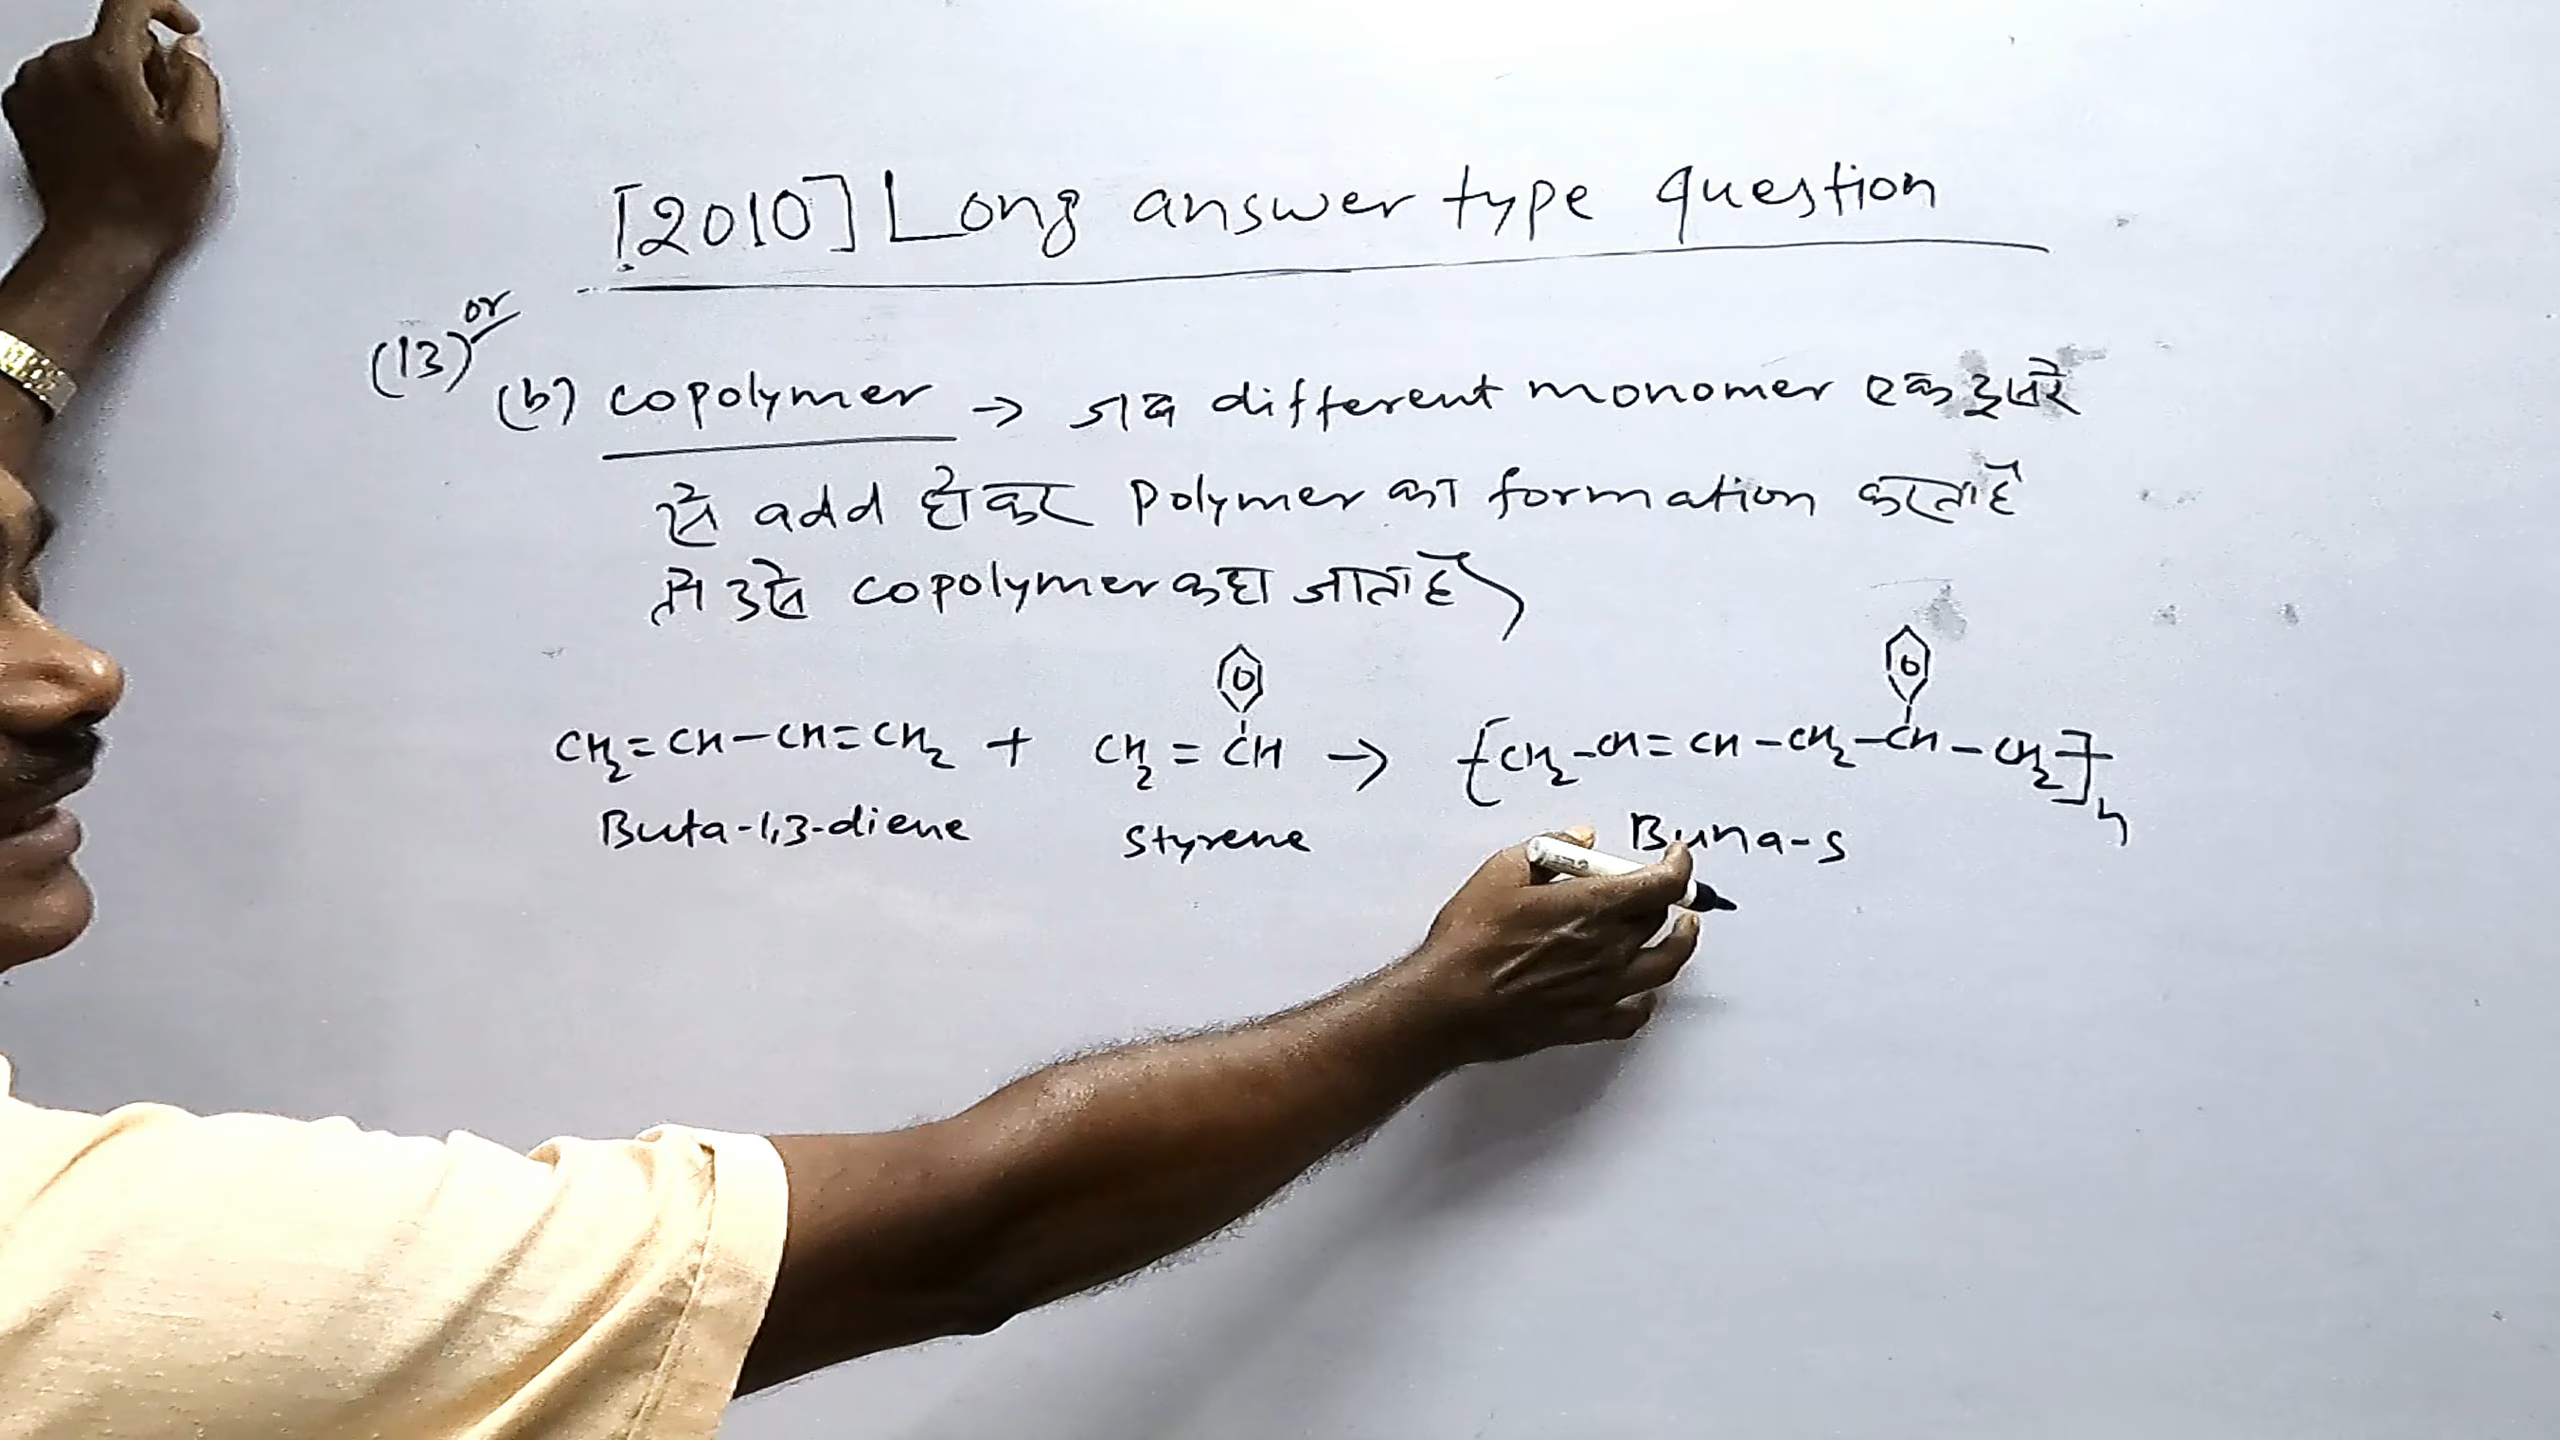 [2010] Long answer type question
(13) or
(b) copolymer → जब different monomer एक दुसरे
से add होकर Polymer का formation करता है
तो उसे copolymer कहा जाता है)
CH₂=CH–CH=CH₂ + CH₂=CH → [CH₂–CH=CH–CH₂–CH–CH₂]n
Buta-1,3-diene Styrene Buna-s